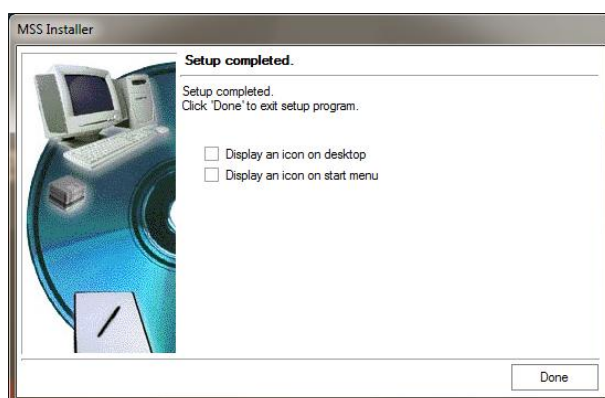 MSS Installer
Setup completed.
Setup completed.
Click 'Done' to exit setup program.
Display an icon on desktop
Display an icon on start menu
Done